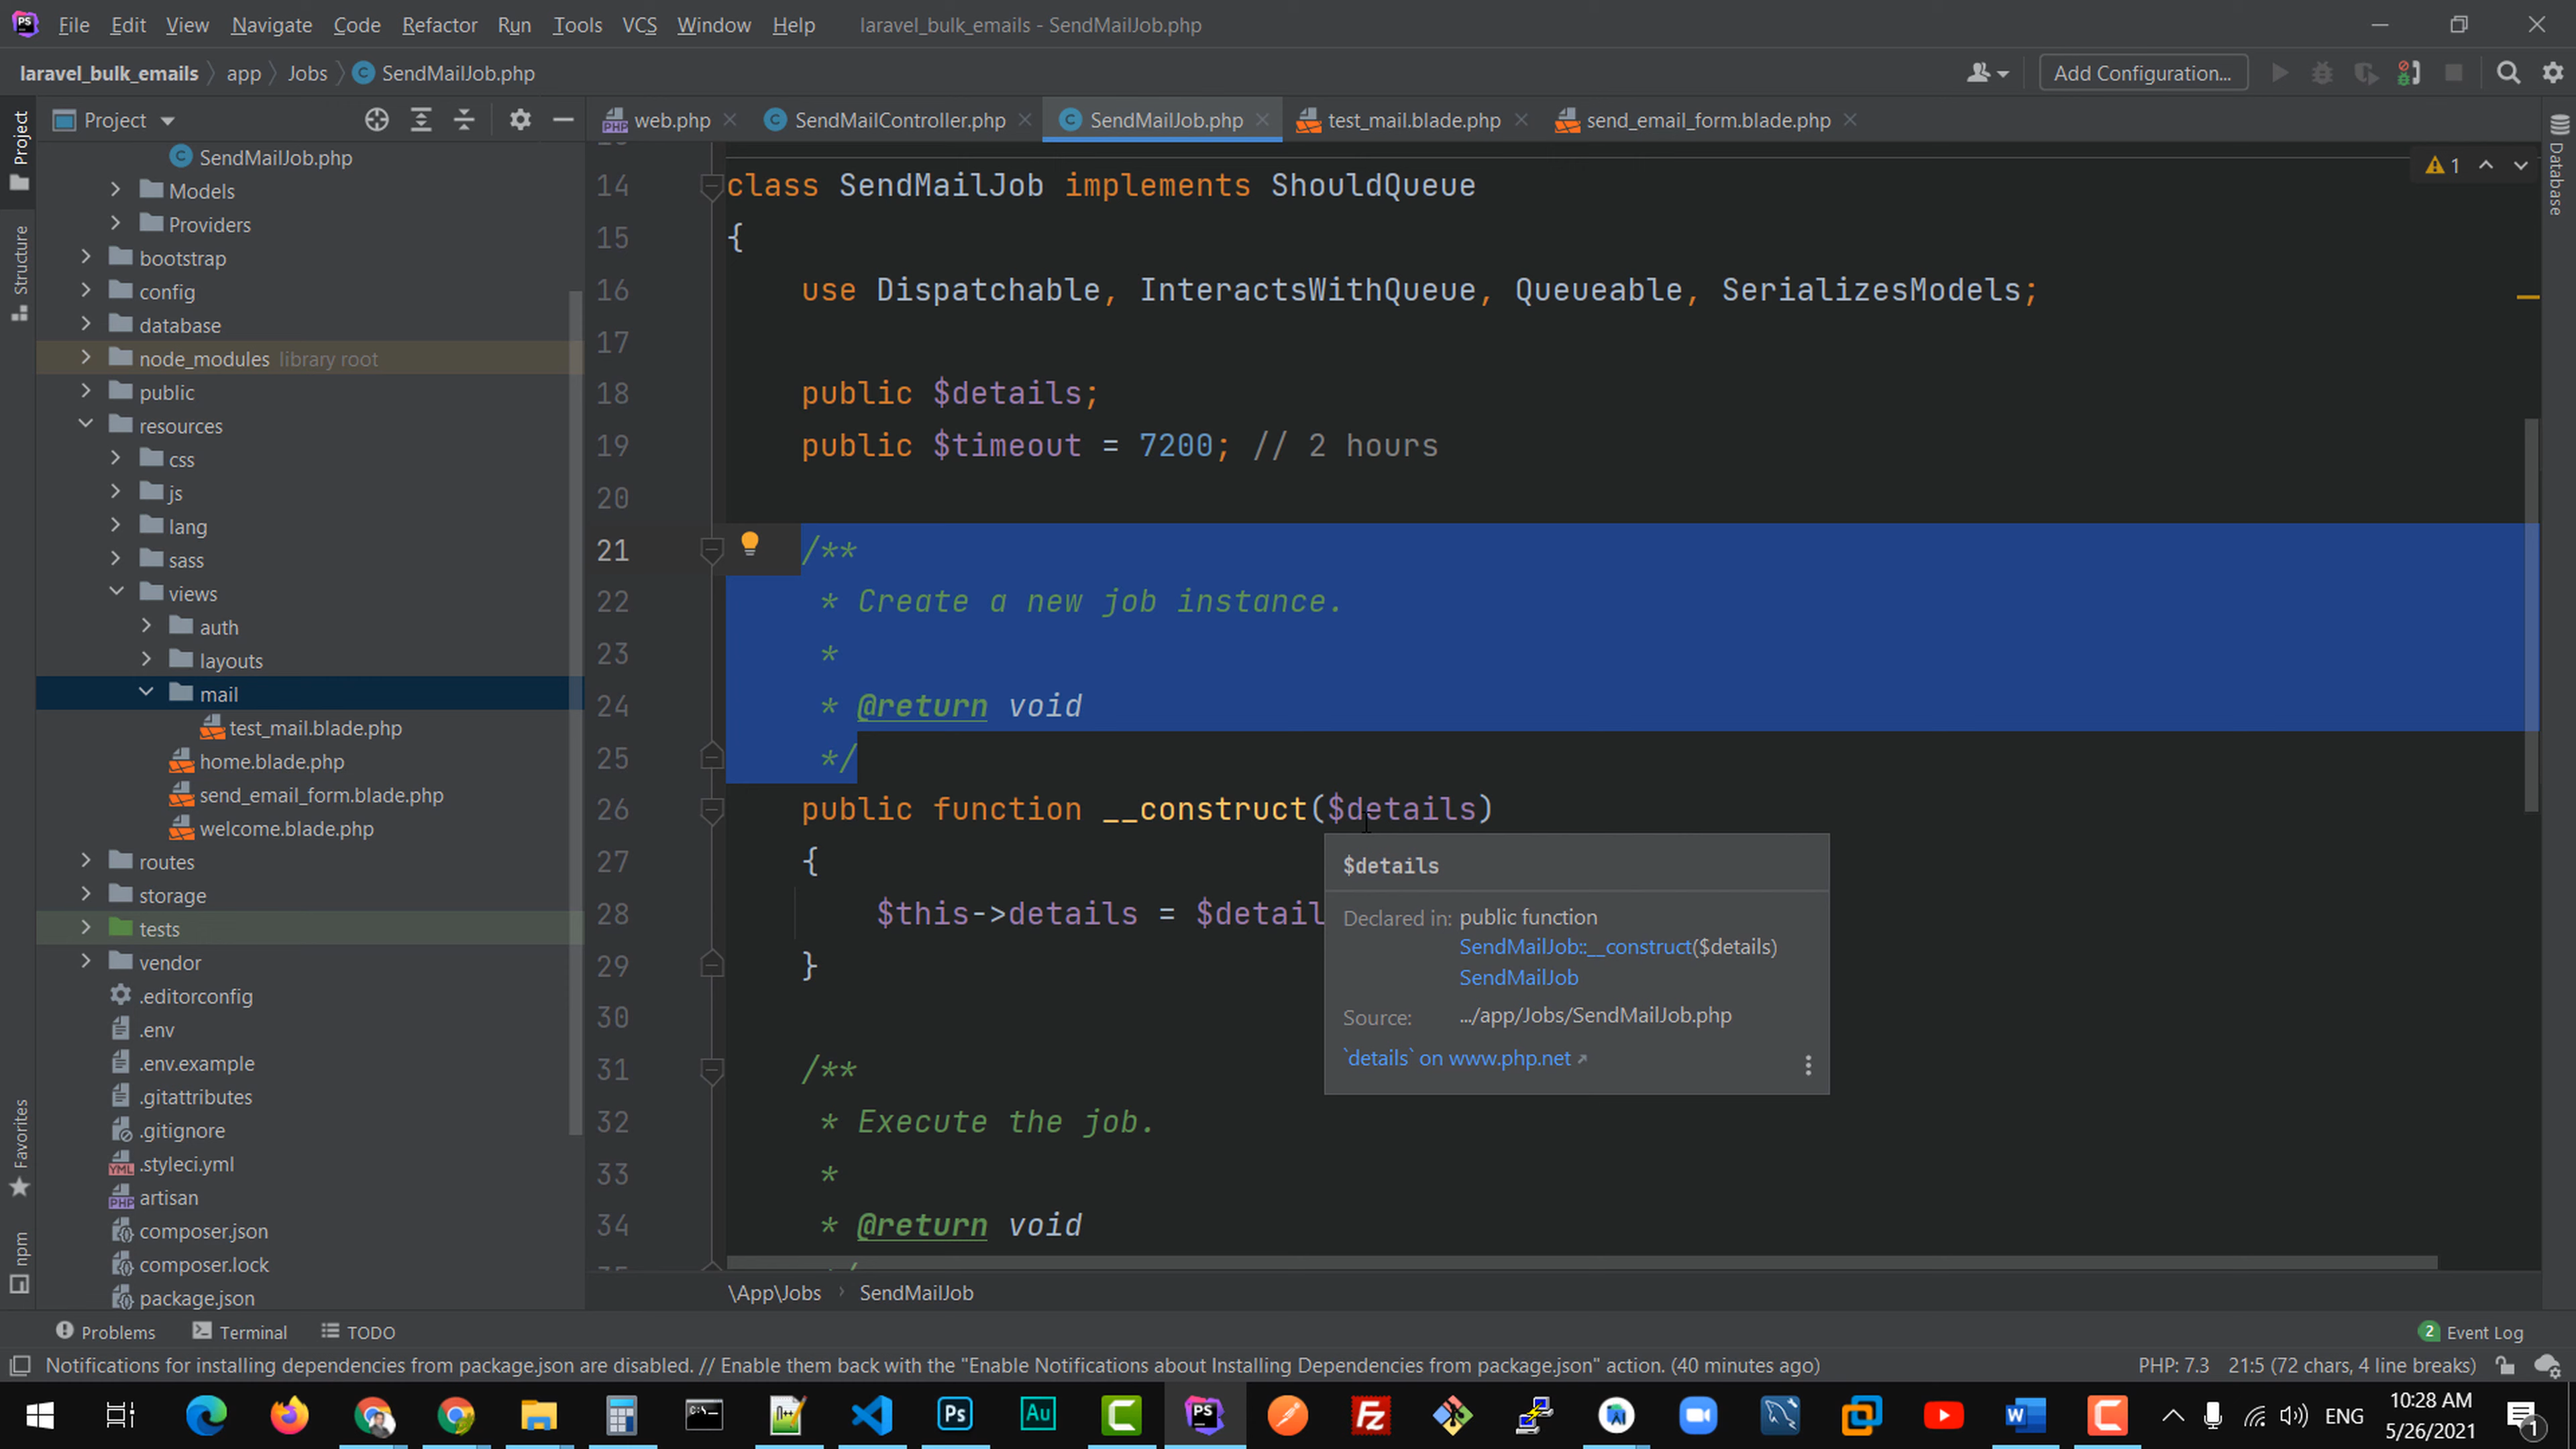 File Edit View Navigate Code Refactor Run Tools VCS Window Help laravel_bulk_emails - SendMailJob.php
laravel_bulk_emails app Jobs SendMailJob.php Add Configuration...
Project
web.php SendMailController.php SendMailJob.php test_mail.blade.php send_email_form.blade.php
Project
Structure
Favorites
npm
Database
SendMailJob.php
Models
Providers
bootstrap
config
database
node_modules library root
public
resources
css
js
lang
sass
views
auth
layouts
mail
test_mail.blade.php
home.blade.php
send_email_form.blade.php
welcome.blade.php
routes
storage
tests
vendor
.editorconfig
.env
.env.example
.gitattributes
.gitignore
.styleci.yml
artisan
composer.json
composer.lock
package.json
1
14 class SendMailJob implements ShouldQueue
15 {
16 use Dispatchable, InteractsWithQueue, Queueable, SerializesModels;
17
18 public $details;
19 public $timeout = 7200; // 2 hours
20
21 /**
22 * Create a new job instance.
23 *
24 * @return void
25 */
26 public function __construct($details)
27 {
28 $this->details = $detail
29 }
30
31 /**
32 * Execute the job.
33 *
34 * @return void
$details
Declared in: public function
SendMailJob::__construct($details)
SendMailJob
Source: .../app/Jobs/SendMailJob.php
`details` on www.php.net
\App\Jobs SendMailJob
Problems Terminal TODO 2 Event Log
Notifications for installing dependencies from package.json are disabled. // Enable them back with the "Enable Notifications about Installing Dependencies from package.json" action. (40 minutes ago) PHP: 7.3 21:5 (72 chars, 4 line breaks)
Ps Au PS Fz W
ENG
10:28 AM
5/26/2021
1